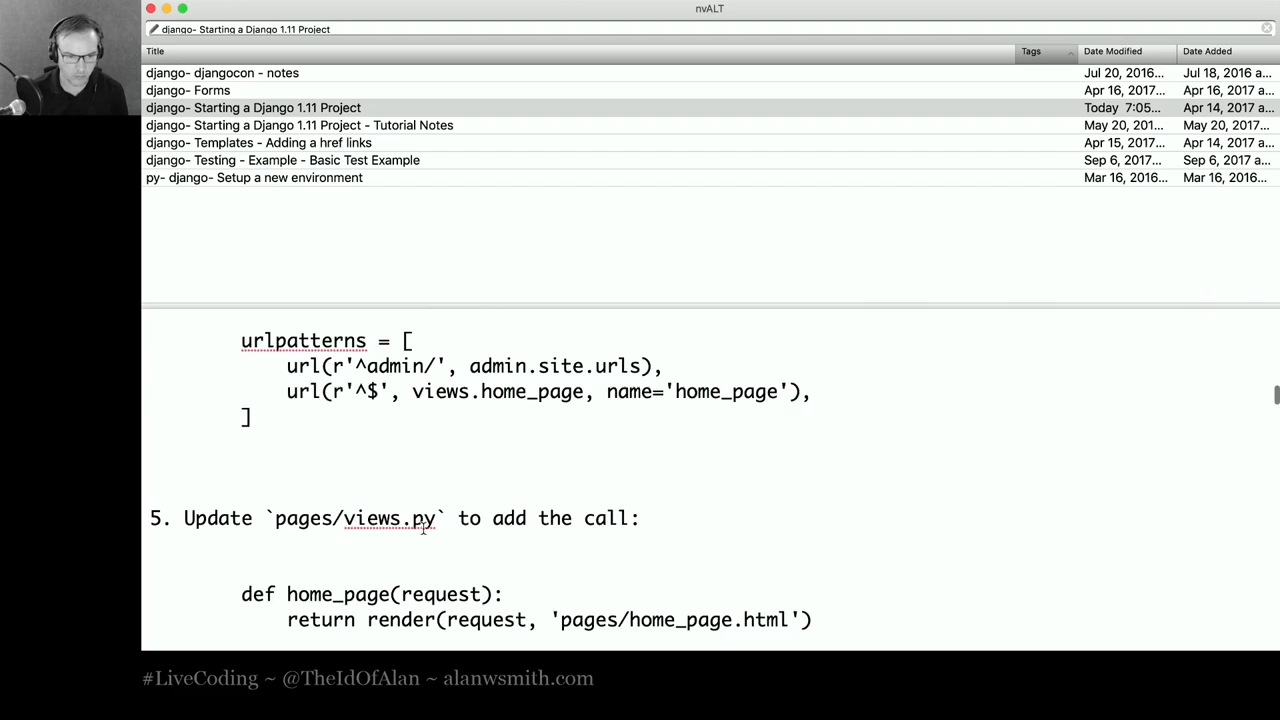 nvALT
django- Starting a Django 1.11 Project
Title Tags Date Modified Date Added
django- djangocon - notes Jul 20, 2016... Jul 18, 2016 a...
django- Forms Apr 16, 2017... Apr 16, 2017 a...
django- Starting a Django 1.11 Project Today 7:05... Apr 14, 2017 a...
django- Starting a Django 1.11 Project - Tutorial Notes May 20, 201... May 20, 2017...
django- Templates - Adding a href links Apr 15, 2017... Apr 14, 2017 a...
django- Testing - Example - Basic Test Example Sep 6, 2017... Sep 6, 2017 a...
py- django- Setup a new environment Mar 16, 2016... Mar 16, 2016...
urlpatterns = [
url(r'^admin/', admin.site.urls),
url(r'^$', views.home_page, name='home_page'),
]
5. Update `pages/views.py` to add the call:
def home_page(request):
return render(request, 'pages/home_page.html')
#LiveCoding ~ @TheIdOfAlan ~ alanwsmith.com